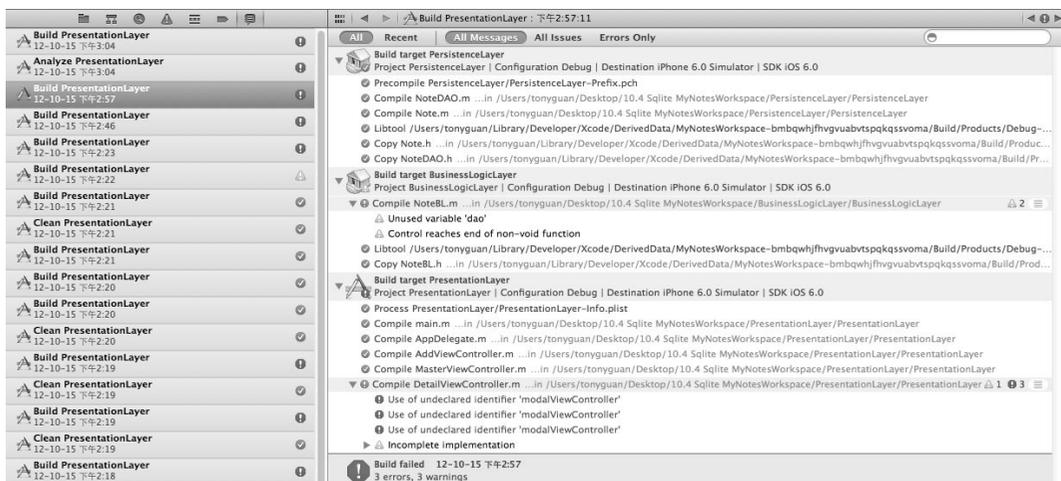 Build PresentationLayer : 下午2:57:11
Build PresentationLayer
12-10-15 下午3:04
Analyze PresentationLayer
12-10-15 下午3:04
Build PresentationLayer
12-10-15 下午2:57
Build PresentationLayer
12-10-15 下午2:46
Build PresentationLayer
12-10-15 下午2:23
Build PresentationLayer
12-10-15 下午2:22
Build PresentationLayer
12-10-15 下午2:21
Clean PresentationLayer
12-10-15 下午2:21
Build PresentationLayer
12-10-15 下午2:21
Build PresentationLayer
12-10-15 下午2:20
Build PresentationLayer
12-10-15 下午2:20
Clean PresentationLayer
12-10-15 下午2:20
Build PresentationLayer
12-10-15 下午2:19
Clean PresentationLayer
12-10-15 下午2:19
Build PresentationLayer
12-10-15 下午2:19
Clean PresentationLayer
12-10-15 下午2:19
Build PresentationLayer
12-10-15 下午2:18
All Recent All Messages All Issues Errors Only
Build target PersistenceLayer
Project PersistenceLayer | Configuration Debug | Destination iPhone 6.0 Simulator | SDK iOS 6.0
Precompile PersistenceLayer/PersistenceLayer-Prefix.pch
Compile NoteDAO.m ...in /Users/tonyguan/Desktop/10.4 Sqlite MyNotesWorkspace/PersistenceLayer/PersistenceLayer
Compile Note.m ...in /Users/tonyguan/Desktop/10.4 Sqlite MyNotesWorkspace/PersistenceLayer/PersistenceLayer
Libtool /Users/tonyguan/Library/Developer/Xcode/DerivedData/MyNotesWorkspace-bmbqwhjfhvgvuabvtspqkqssvoma/Build/Products/Debug-...
Copy Note.h ...in /Users/tonyguan/Library/Developer/Xcode/DerivedData/MyNotesWorkspace-bmbqwhjfhvgvuabvtspqkqssvoma/Build/Produc...
Copy NoteDAO.h ...in /Users/tonyguan/Library/Developer/Xcode/DerivedData/MyNotesWorkspace-bmbqwhjfhvgvuabvtspqkqssvoma/Build/Pr...
Build target BusinessLogicLayer
Project BusinessLogicLayer | Configuration Debug | Destination iPhone 6.0 Simulator | SDK iOS 6.0
Compile NoteBL.m ...in /Users/tonyguan/Desktop/10.4 Sqlite MyNotesWorkspace/BusinessLogicLayer/BusinessLogicLayer 2
Unused variable 'dao'
Control reaches end of non-void function
Libtool /Users/tonyguan/Library/Developer/Xcode/DerivedData/MyNotesWorkspace-bmbqwhjfhvgvuabvtspqkqssvoma/Build/Products/Debug-...
Copy NoteBL.h ...in /Users/tonyguan/Library/Developer/Xcode/DerivedData/MyNotesWorkspace-bmbqwhjfhvgvuabvtspqkqssvoma/Build/Prod...
Build target PresentationLayer
Project PresentationLayer | Configuration Debug | Destination iPhone 6.0 Simulator | SDK iOS 6.0
Process PresentationLayer/PresentationLayer-Info.plist
Compile main.m ...in /Users/tonyguan/Desktop/10.4 Sqlite MyNotesWorkspace/PresentationLayer/PresentationLayer
Compile AppDelegate.m ...in /Users/tonyguan/Desktop/10.4 Sqlite MyNotesWorkspace/PresentationLayer/PresentationLayer
Compile AddViewController.m ...in /Users/tonyguan/Desktop/10.4 Sqlite MyNotesWorkspace/PresentationLayer/PresentationLayer
Compile MasterViewController.m ...in /Users/tonyguan/Desktop/10.4 Sqlite MyNotesWorkspace/PresentationLayer/PresentationLayer
Compile DetailViewController.m ...in /Users/tonyguan/Desktop/10.4 Sqlite MyNotesWorkspace/PresentationLayer/PresentationLayer 1 3
Use of undeclared identifier 'modalViewController'
Use of undeclared identifier 'modalViewController'
Use of undeclared identifier 'modalViewController'
Incomplete implementation
Build failed 12-10-15 下午2:57
3 errors, 3 warnings